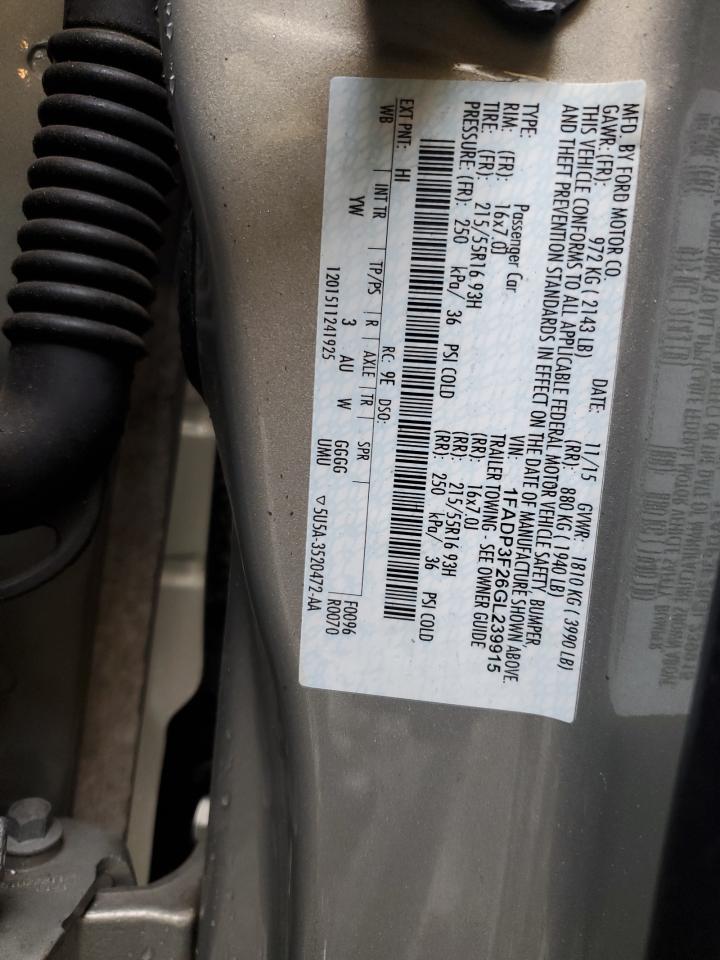 MFD. BY FORD MOTOR CO.
DATE: 11/15 GVWR: 1810 KG ( 3990 LB)
GAWR: (FR): 972 KG ( 2143 LB) (RR): 880 KG ( 1940 LB)
THIS VEHICLE CONFORMS TO ALL APPLICABLE FEDERAL MOTOR VEHICLE SAFETY, BUMPER,
AND THEFT PREVENTION STANDARDS IN EFFECT ON THE DATE OF MANUFACTURE SHOWN ABOVE.
VIN: 1FADP3F26GL239915
TYPE: Passenger Car TRAILER TOWING - SEE OWNER GUIDE
RIM: (FR): 16x7.0J (RR): 16x7.0J
TIRE: (FR): 215/55R16 93H (RR): 215/55R16 93H
PRESSURE: (FR): 250 kPa/ 36 PSI COLD (RR): 250 kPa/ 36 PSI COLD
EXT PNT: HI RC: 9E DSO: F0096
WB | INT TR | TP/PS | R | AXLE | TR | SPR R0070
YW 3 AU W GGGG
1201511241925 UMU ▽5U5A-3520472-AA